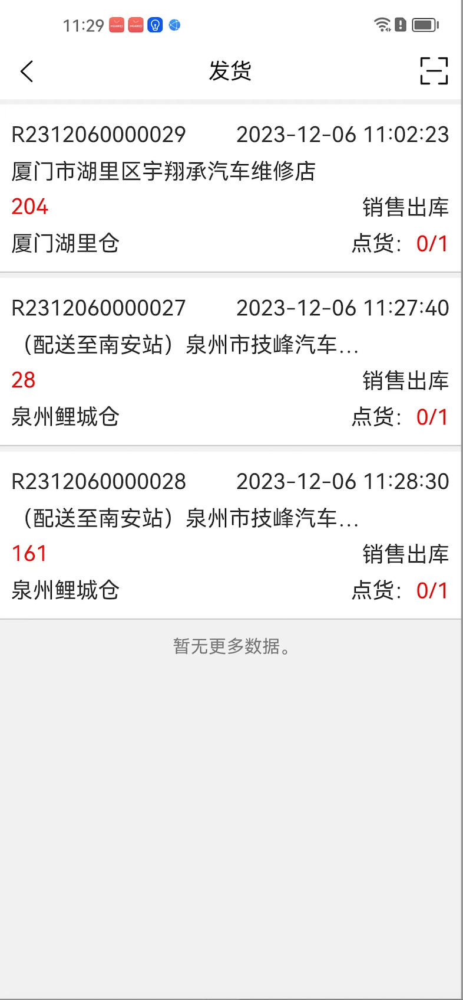 11:29
HUAWEI HUAWEI
发货
R2312060000029 2023-12-06 11:02:23
厦门市湖里区宇翔承汽车维修店
204 销售出库
厦门湖里仓 点货：0/1
R2312060000027 2023-12-06 11:27:40
（配送至南安站）泉州市技峰汽车...
28 销售出库
泉州鲤城仓 点货：0/1
R2312060000028 2023-12-06 11:28:30
（配送至南安站）泉州市技峰汽车...
161 销售出库
泉州鲤城仓 点货：0/1
暂无更多数据。